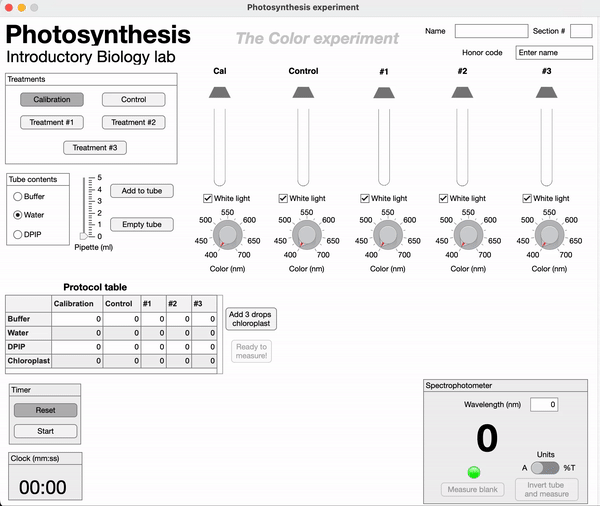 Photosynthesis experiment
Photosynthesis
Introductory Biology lab
The Color experiment
Name
Section #
Honor code
Enter name
Treatments
Calibration
Control
Treatment #1
Treatment #2
Treatment #3
Cal
Control
#1
#2
#3
Tube contents
Buffer
Water
DPIP
5
4
3
2
1
0
Pipette (ml)
Add to tube
Empty tube
White light
White light
White light
White light
White light
550
500 600
450 650
400 700
Color (nm)
550
500 600
450 650
400 700
Color (nm)
550
500 600
450 650
400 700
Color (nm)
550
500 600
450 650
400 700
Color (nm)
550
500 600
450 650
400 700
Color (nm)
Protocol table
Calibration Control #1 #2 #3
Buffer 0 0 0 0 0
Water 0 0 0 0 0
DPIP 0 0 0 0 0
Chloroplast 0 0 0 0 0
Add 3 drops
chloroplast
Ready to
measure!
Timer
Reset
Start
Clock (mm:ss)
00:00
Spectrophotometer
Wavelength (nm) 0
0
Units
A %T
Measure blank
Invert tube
and measure